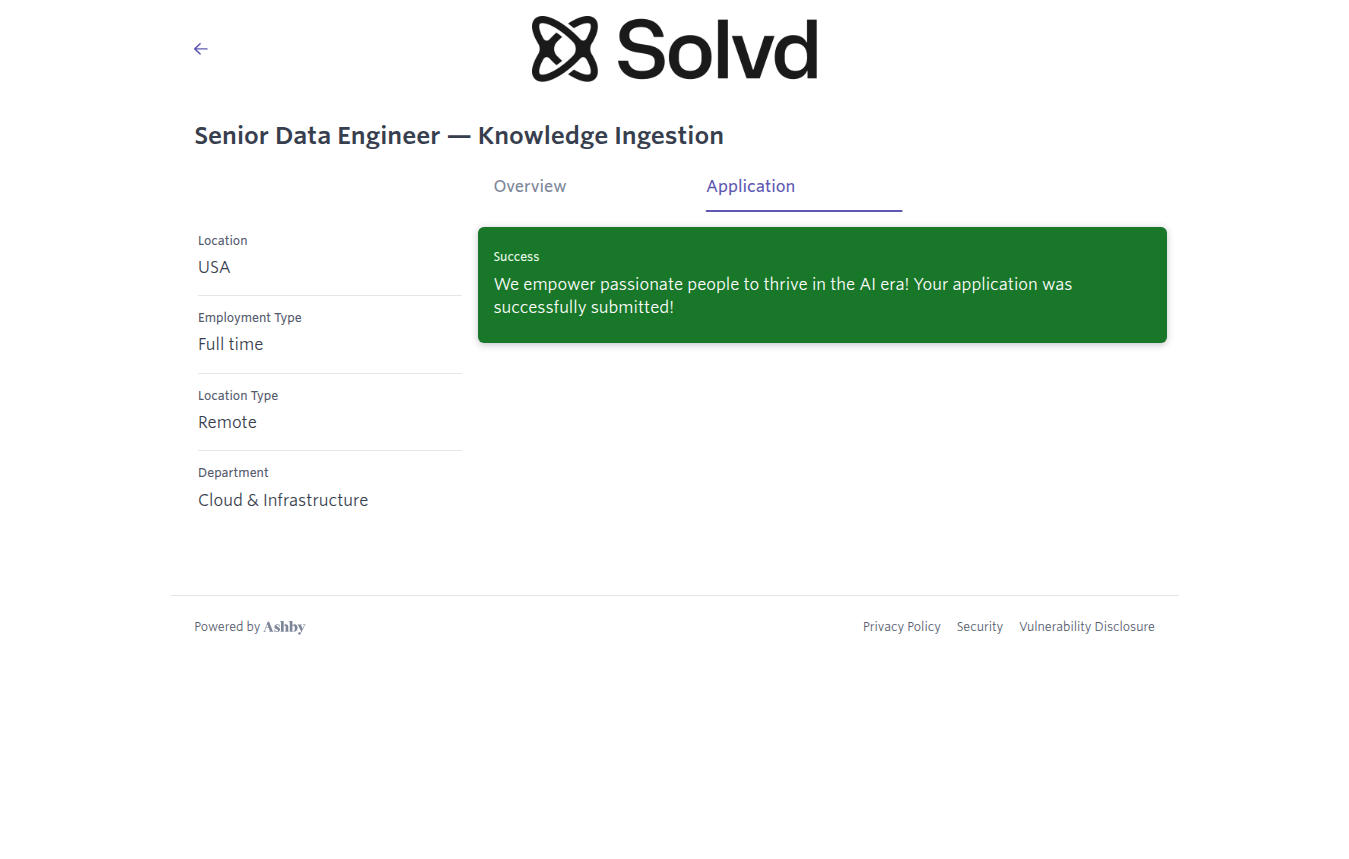 Solvd
Senior Data Engineer — Knowledge Ingestion
Overview
Application
Location
USA
Employment Type
Full time
Location Type
Remote
Department
Cloud & Infrastructure
Success
We empower passionate people to thrive in the AI era! Your application was
successfully submitted!
Powered by Ashby
Privacy Policy
Security
Vulnerability Disclosure